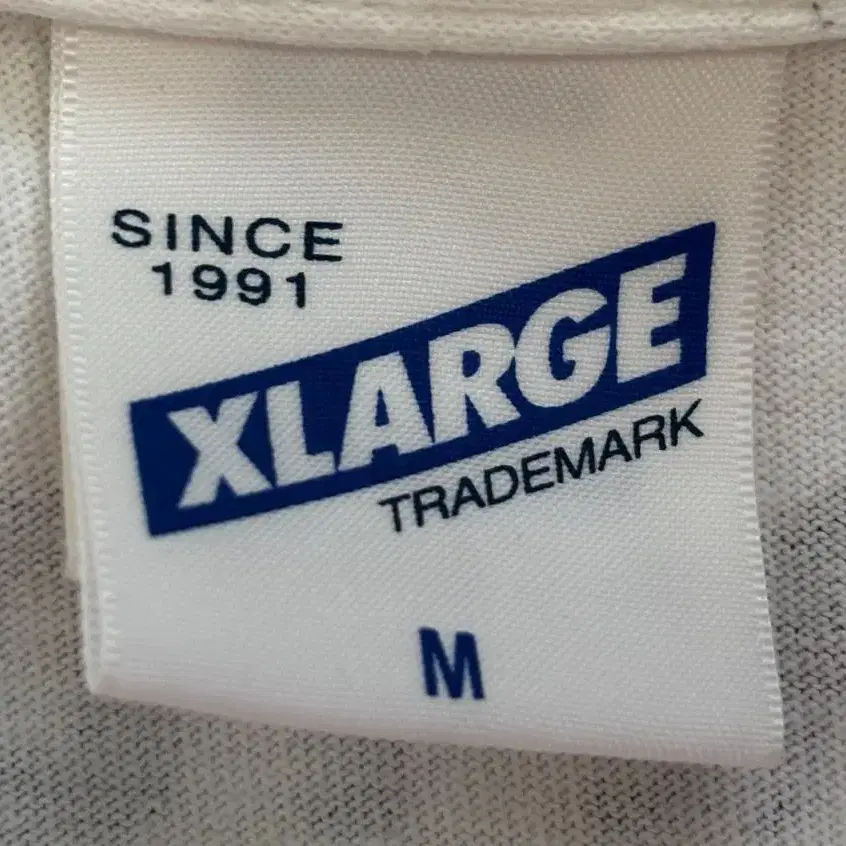 SINCE
1991
XLARGE
TRADEMARK
M